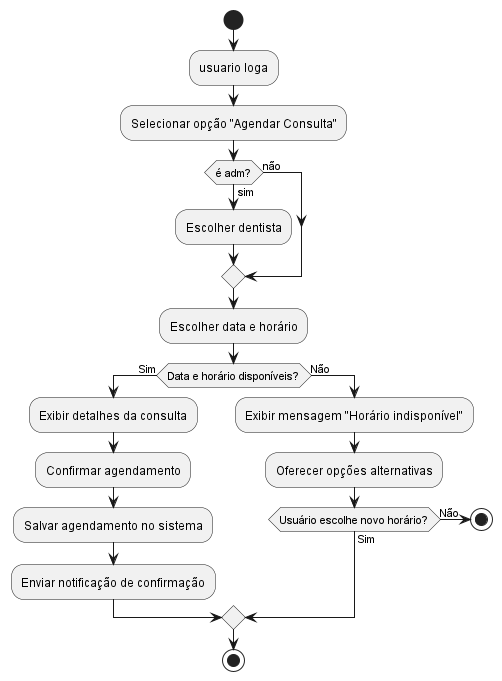 usuario loga
Selecionar opção "Agendar Consulta"
é adm?
não
sim
Escolher dentista
Escolher data e horário
Sim
Data e horário disponíveis?
Não
Exibir detalhes da consulta
Exibir mensagem "Horário indisponível"
Confirmar agendamento
Oferecer opções alternativas
Salvar agendamento no sistema
Usuário escolhe novo horário?
Não
Sim
Enviar notificação de confirmação